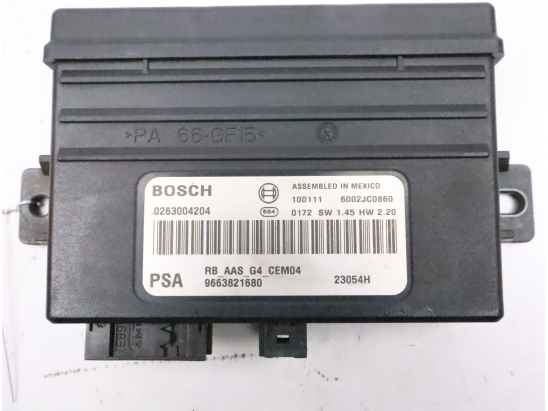 >PA 66-GF15<
BOSCH
ASSEMBLED IN MEXICO
100111 6002JC0860
0263004204
694 0172 SW 1.45 HW 2.20
RB_AAS_G4_CEM04
PSA 9663821680 23054H